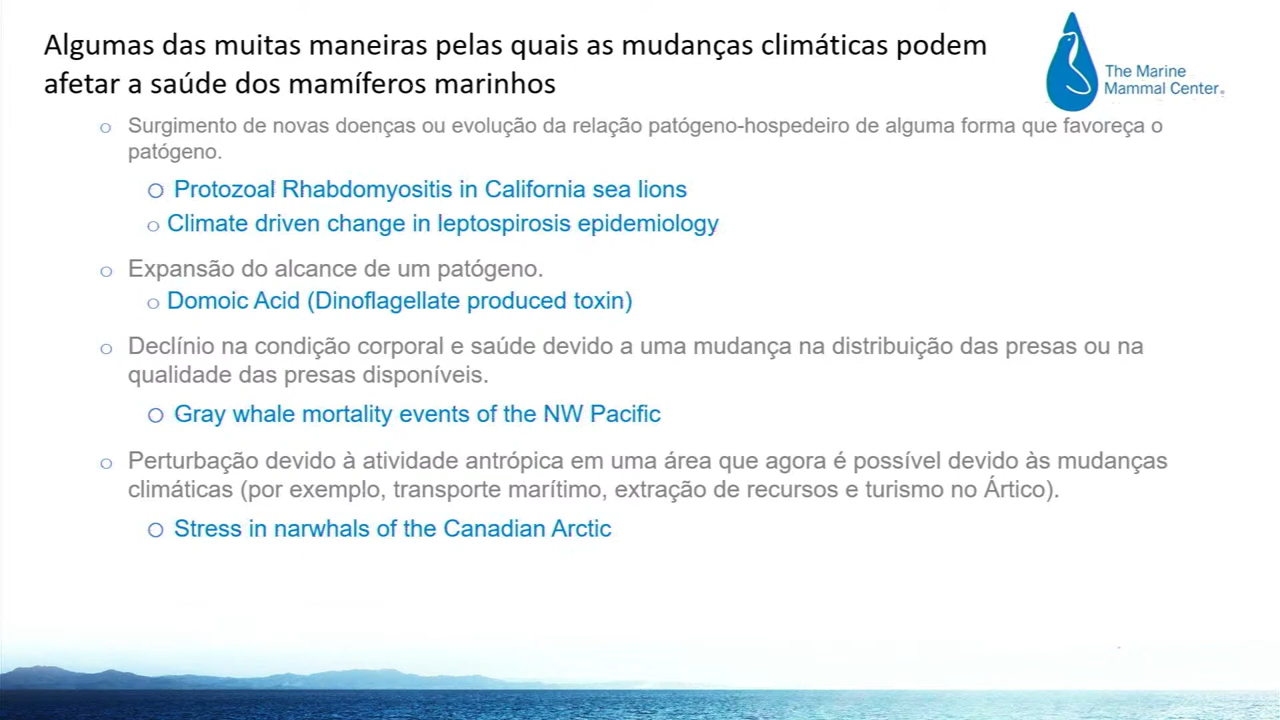 Algumas das muitas maneiras pelas quais as mudanças climáticas podem
afetar a saúde dos mamíferos marinhos
The Marine
Mammal Center®
Surgimento de novas doenças ou evolução da relação patógeno-hospedeiro de alguma forma que favoreça o
patógeno.
Protozoal Rhabdomyositis in California sea lions
Climate driven change in leptospirosis epidemiology
Expansão do alcance de um patógeno.
Domoic Acid (Dinoflagellate produced toxin)
Declínio na condição corporal e saúde devido a uma mudança na distribuição das presas ou na
qualidade das presas disponíveis.
Gray whale mortality events of the NW Pacific
Perturbação devido à atividade antrópica em uma área que agora é possível devido às mudanças
climáticas (por exemplo, transporte marítimo, extração de recursos e turismo no Ártico).
Stress in narwhals of the Canadian Arctic